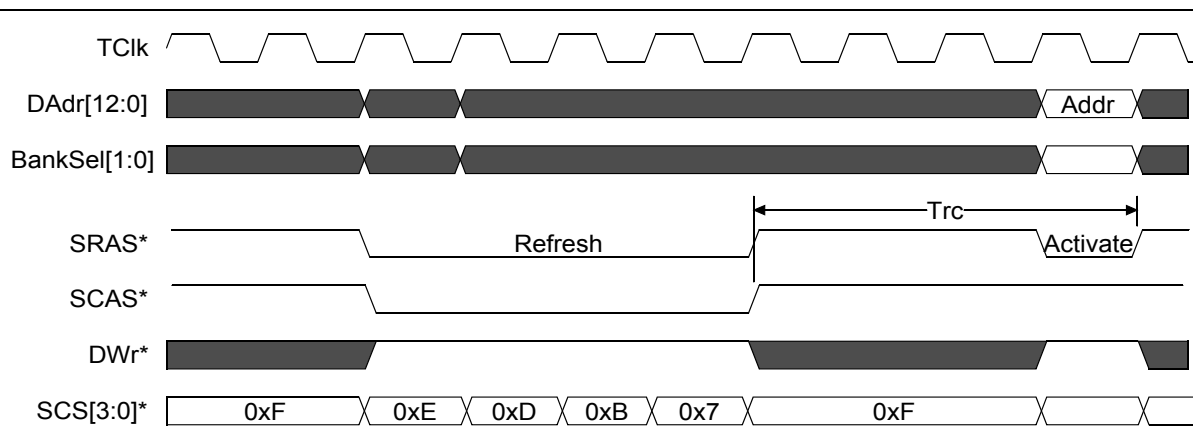 TClk
DAdr[12:0]
Addr
BankSel[1:0]
Trc
SRAS*
Refresh
Activate
SCAS*
DWr*
SCS[3:0]*
0xF
0xE
0xD
0xB
0x7
0xF